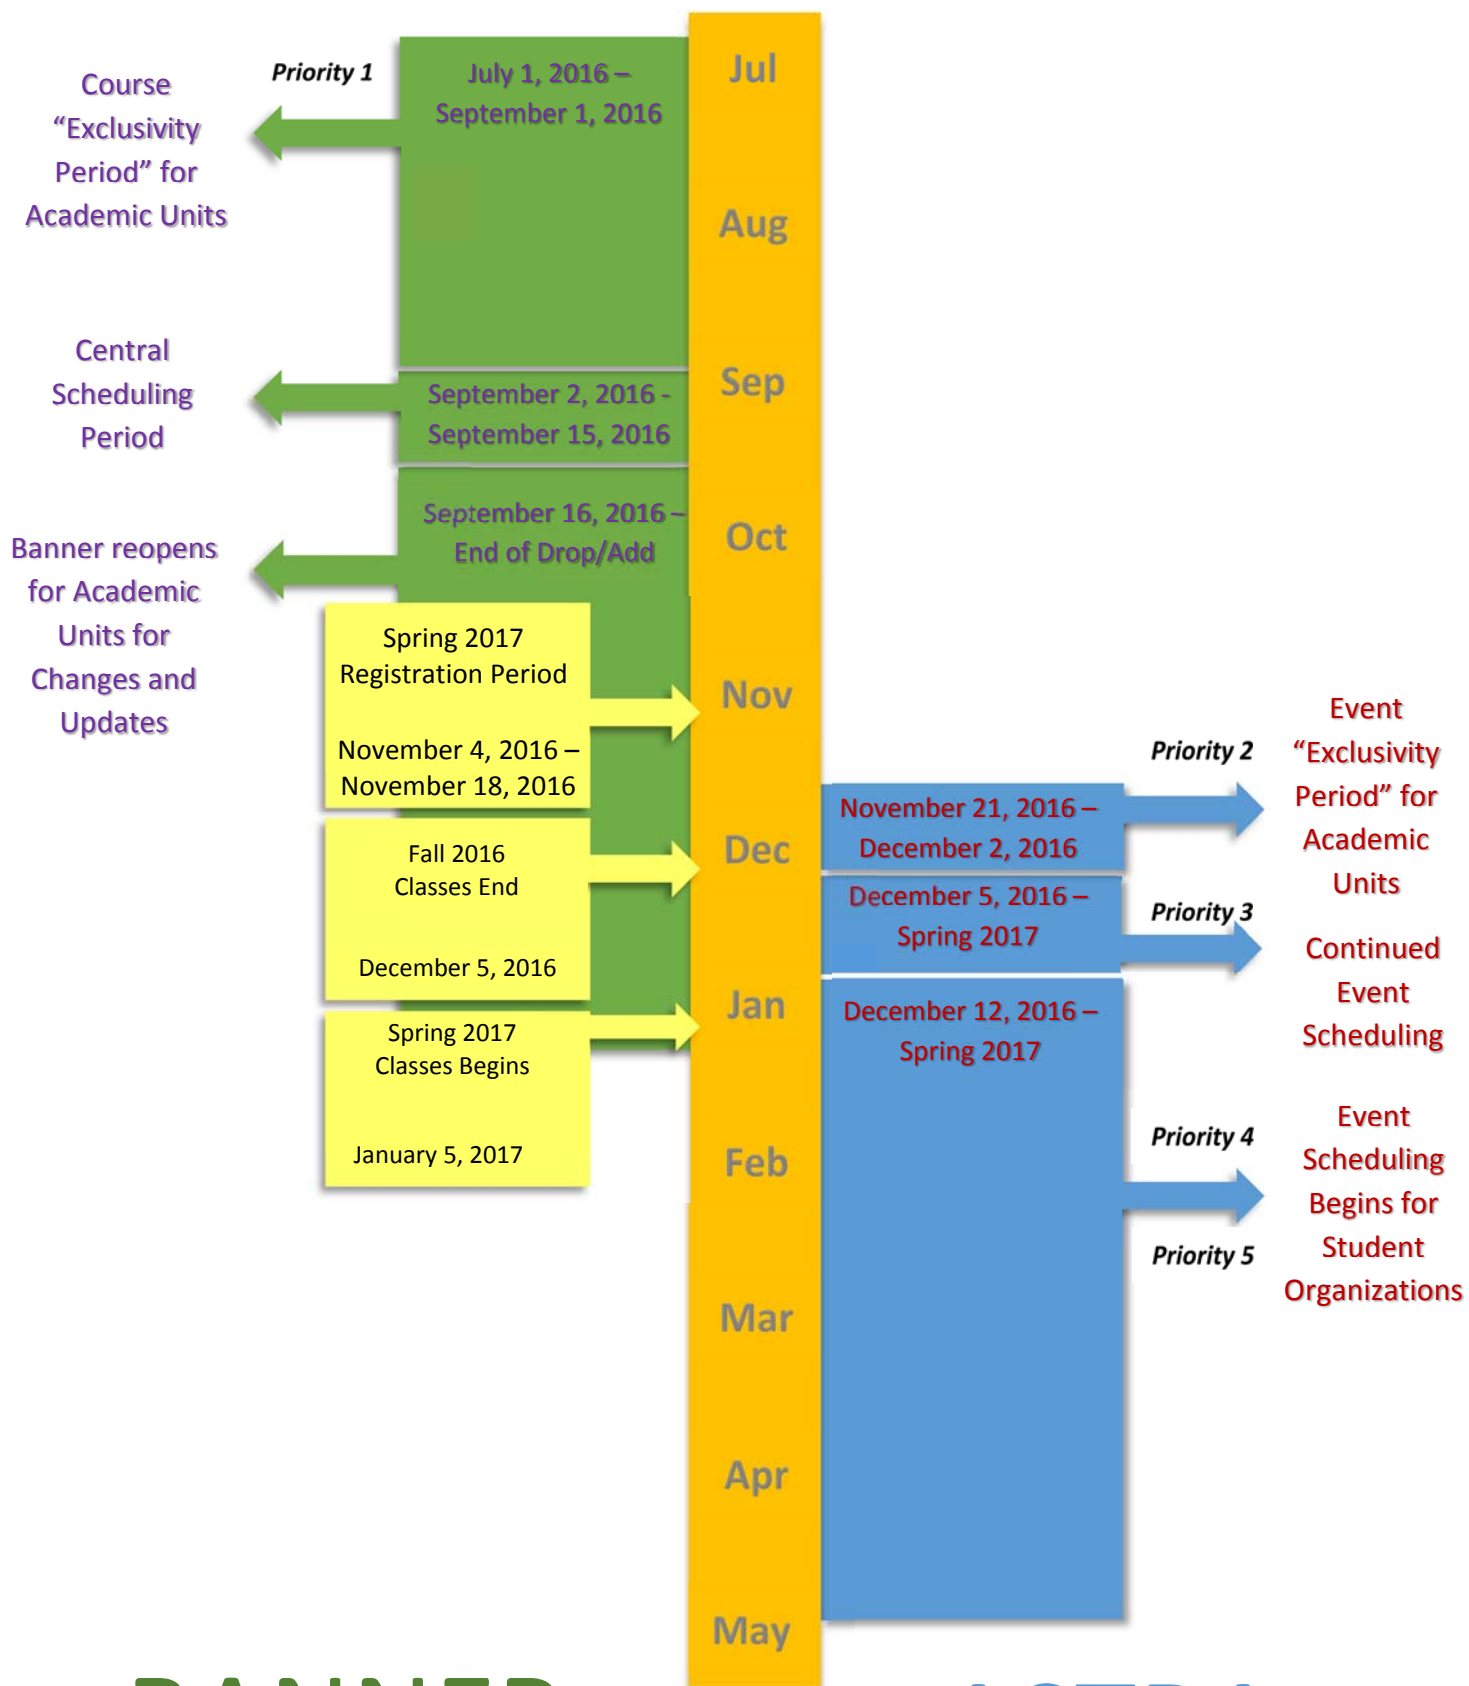 Course
“Exclusivity
Period” for
Academic Units
Priority 1
July 1, 2016 –
September 1, 2016
Central
Scheduling
Period
September 2, 2016 -
September 15, 2016
Banner reopens
for Academic
Units for
Changes and
Updates
September 16, 2016 –
End of Drop/Add
Spring 2017
Registration Period
November 4, 2016 –
November 18, 2016
Fall 2016
Classes End
December 5, 2016
Spring 2017
Classes Begins
January 5, 2017
Jul
Aug
Sep
Oct
Nov
Dec
Jan
Feb
Mar
Apr
May
November 21, 2016 –
December 2, 2016
Priority 2
Event
“Exclusivity
Period” for
Academic
Units
December 5, 2016 –
Spring 2017
Priority 3
Continued
Event
Scheduling
December 12, 2016 –
Spring 2017
Priority 4
Priority 5
Event
Scheduling
Begins for
Student
Organizations
BANNER
ASTRA